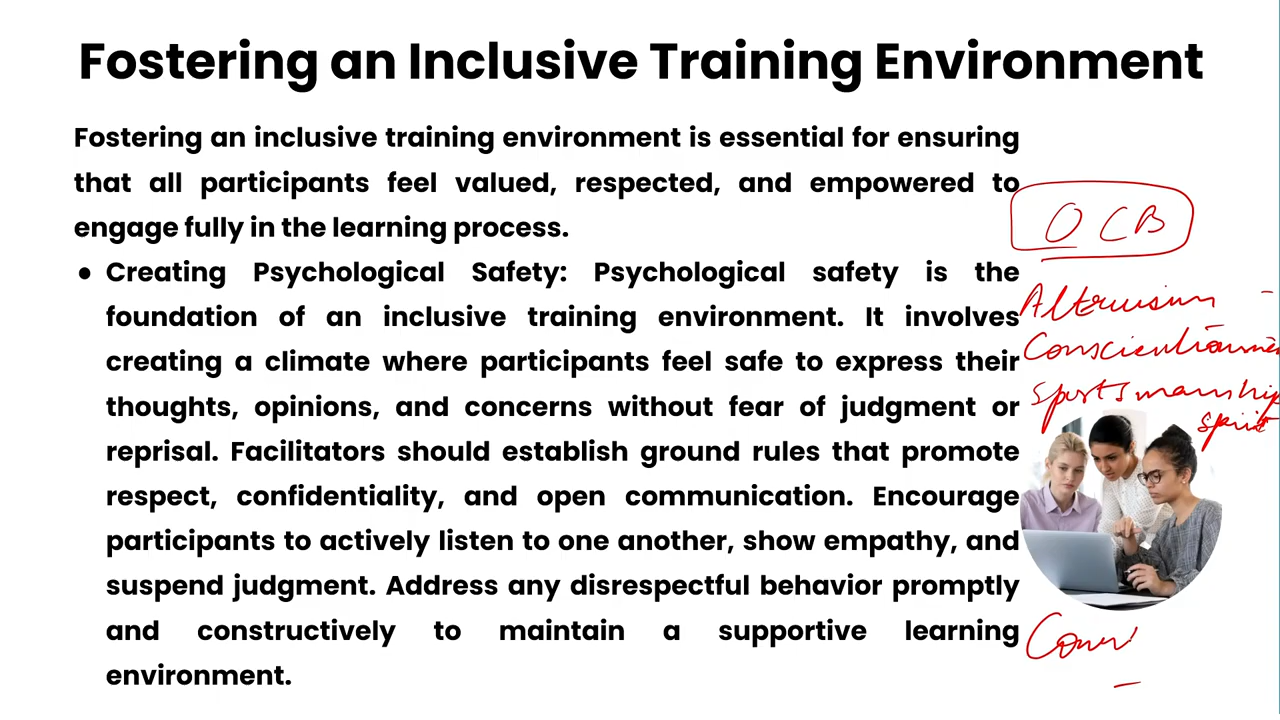 Fostering an Inclusive Training Environment
Fostering an inclusive training environment is essential for ensuring
that all participants feel valued, respected, and empowered to
engage fully in the learning process.
● Creating Psychological Safety: Psychological safety is the
foundation of an inclusive training environment. It involves
creating a climate where participants feel safe to express their
thoughts, opinions, and concerns without fear of judgment or
reprisal. Facilitators should establish ground rules that promote
respect, confidentiality, and open communication. Encourage
participants to actively listen to one another, show empathy, and
suspend judgment. Address any disrespectful behavior promptly
and constructively to maintain a supportive learning
environment.
OCB
Altruism -
Sportsmanship
spirit